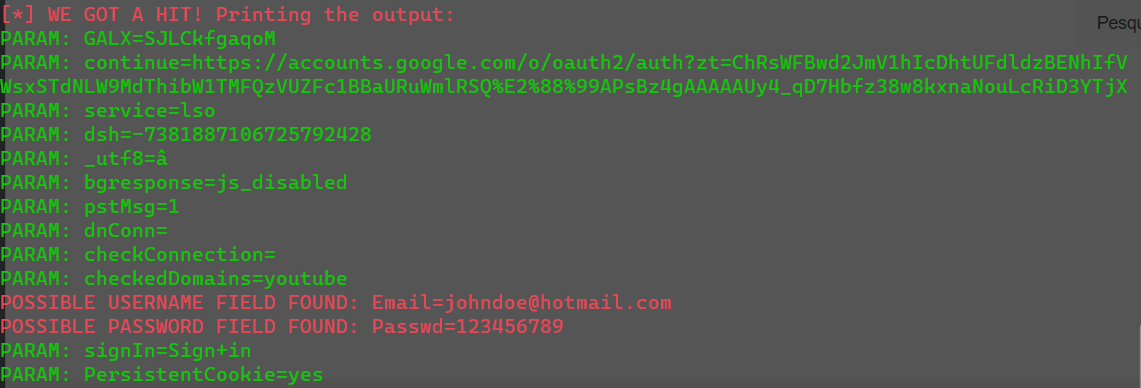 [*] WE GOT A HIT! Printing the output:
Pesqu
PARAM: GALX=SJLCkfgaqoM
PARAM: continue=https://accounts.google.com/o/oauth2/auth?zt=ChRsWFBwd2JmV1hIcDhtUFdldzBENhIfV
WsxSTdNLW9MdThibW1TMFQzVUZFc1BBaURuWmlRSQ%E2%88%99APsBz4gAAAAAUy4_qD7Hbfz38w8kxnaNouLcRiD3YTjX
PARAM: service=lso
PARAM: dsh=-7381887106725792428
PARAM: _utf8=â
PARAM: bgresponse=js_disabled
PARAM: pstMsg=1
PARAM: dnConn=
PARAM: checkConnection=
PARAM: checkedDomains=youtube
POSSIBLE USERNAME FIELD FOUND: Email=johndoe@hotmail.com
POSSIBLE PASSWORD FIELD FOUND: Passwd=123456789
PARAM: signIn=Sign+in
PARAM: PersistentCookie=yes